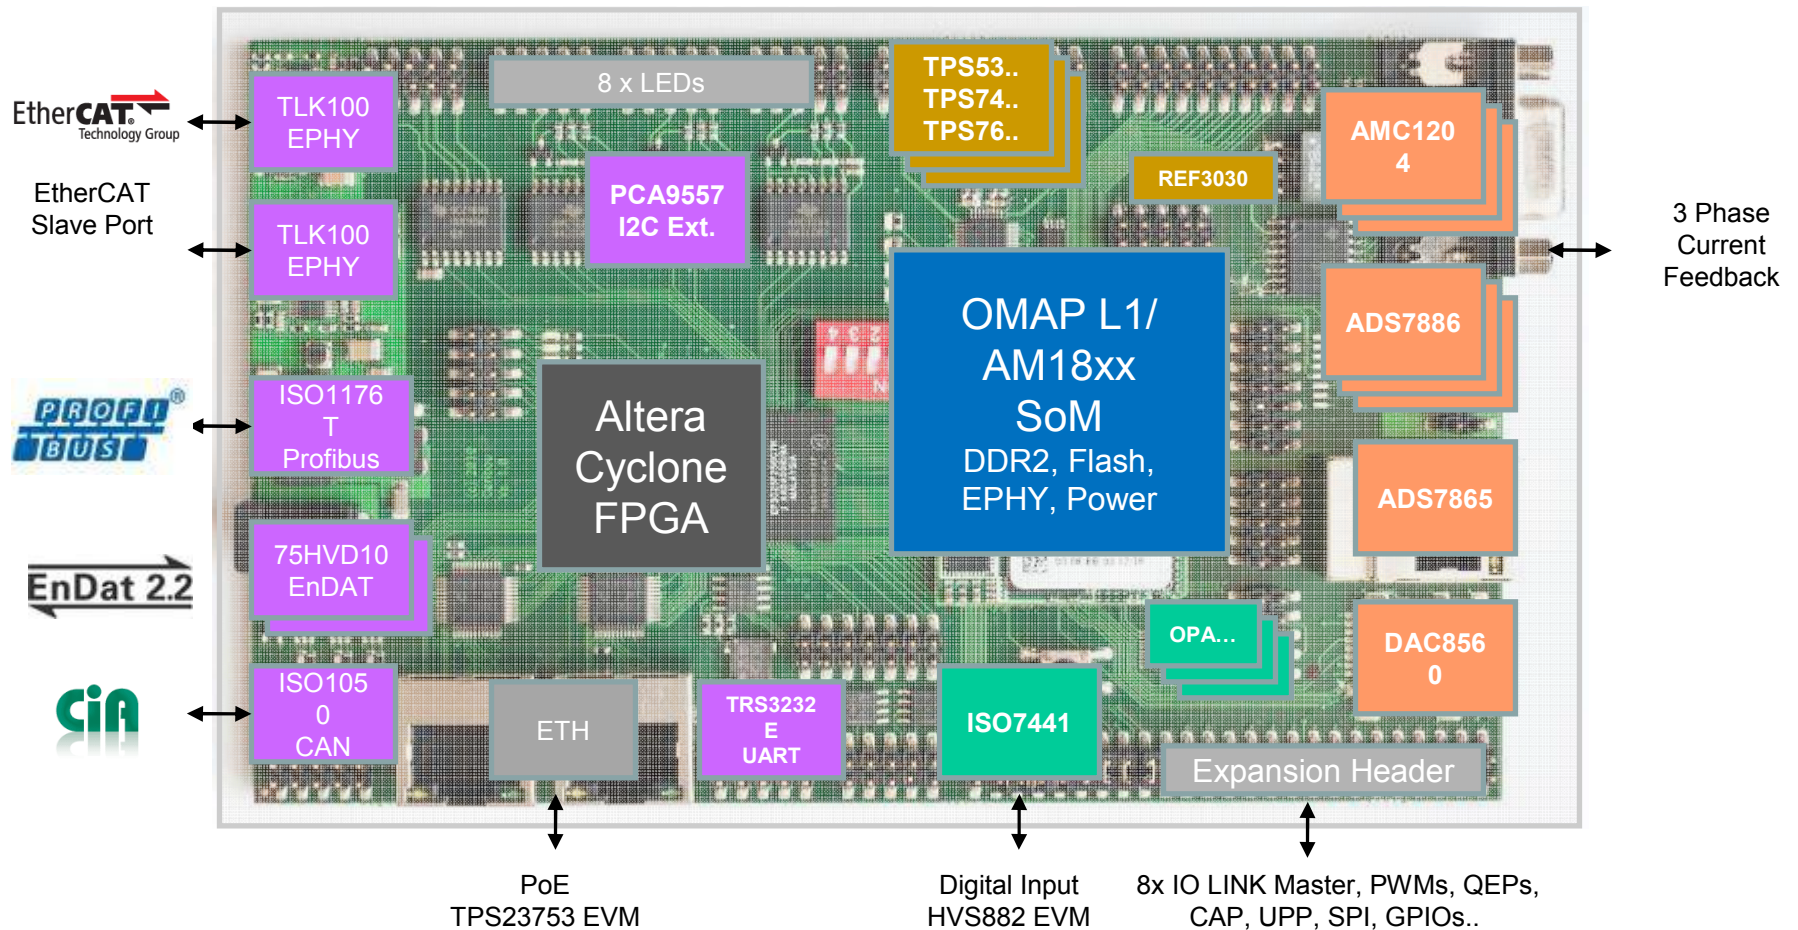 EtherCAT®
Technology Group
EtherCAT
Slave Port
PROFI®
BUS
EnDat 2.2
CiA
TLK100
EPHY
TLK100
EPHY
ISO1176
T
Profibus
75HVD10
EnDAT
ISO105
0
CAN
8 x LEDs
PCA9557
I2C Ext.
TPS53..
TPS74..
TPS76..
REF3030
AMC120
4
ADS7886
ADS7865
DAC856
0
3 Phase
Current
Feedback
Altera
Cyclone
FPGA
OMAP L1/
AM18xx
SoM
DDR2, Flash,
EPHY, Power
OPA...
ETH
TRS3232
E
UART
ISO7441
Expansion Header
PoE
TPS23753 EVM
Digital Input
HVS882 EVM
8x IO LINK Master, PWMs, QEPs,
CAP, UPP, SPI, GPIOs..